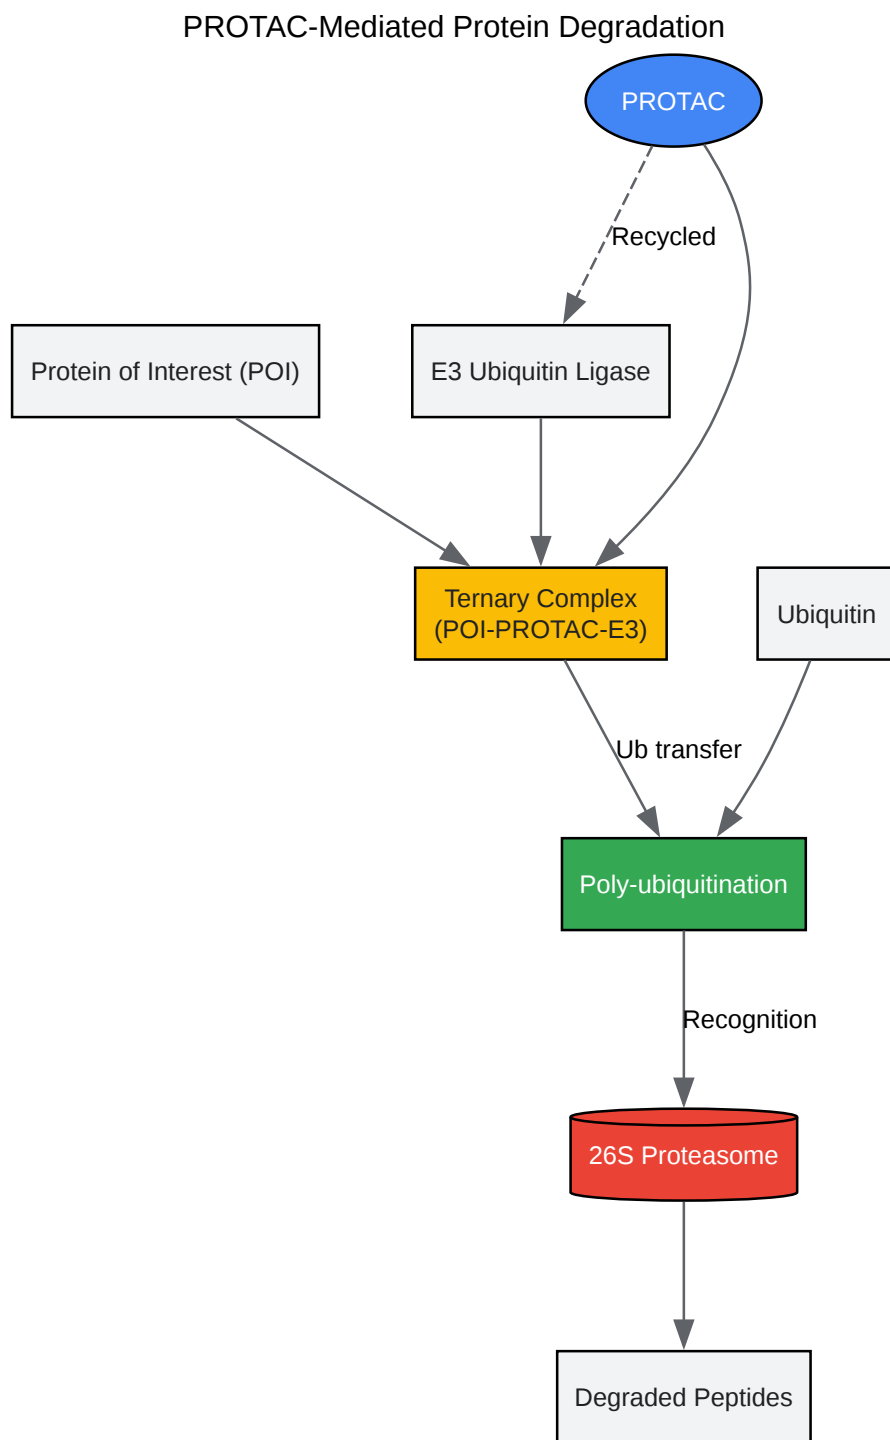 PROTAC-Mediated Protein Degradation
PROTAC
Recycled
Protein of Interest (POI)
E3 Ubiquitin Ligase
Ternary Complex
(POI-PROTAC-E3)
Ubiquitin
Ub transfer
Poly-ubiquitination
Recognition
26S Proteasome
Degraded Peptides